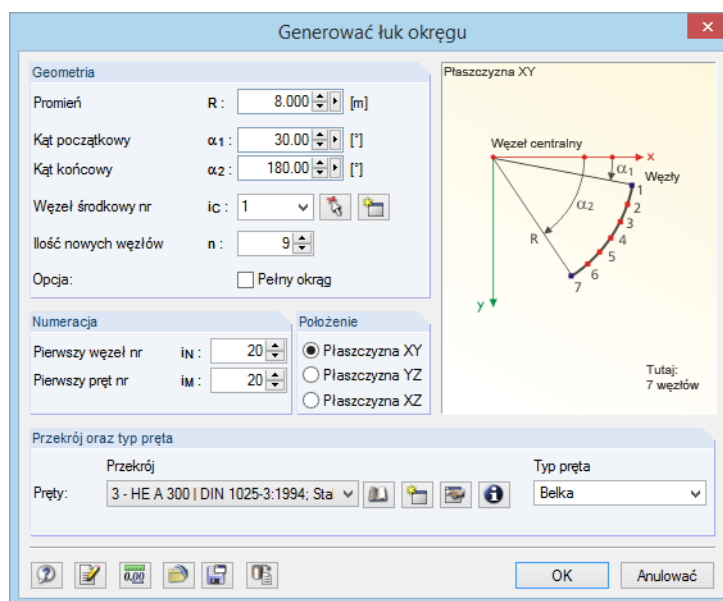 Generować łuk okręgu
Geometria
Promień R : 8.000 [m]
Kąt początkowy α1 : 30.00 [°]
Kąt końcowy α2 : 180.00 [°]
Węzeł środkowy nr iC : 1
Ilość nowych węzłów n : 9
Opcja: Pełny okrąg
Płaszczyzna XY
Węzeł centralny
x
α1
Węzły
1
α2
2
3
R
4
5
6
7
y
Tutaj:
7 węzłów
Numeracja
Pierwszy węzeł nr iN : 20
Pierwszy pręt nr iM : 20
Położenie
Płaszczyzna XY
Płaszczyzna YZ
Płaszczyzna XZ
Przekrój oraz typ pręta
Przekrój
Typ pręta
Pręty: 3 - HE A 300 | DIN 1025-3:1994; Sta Belka
0.00
OK Anulować